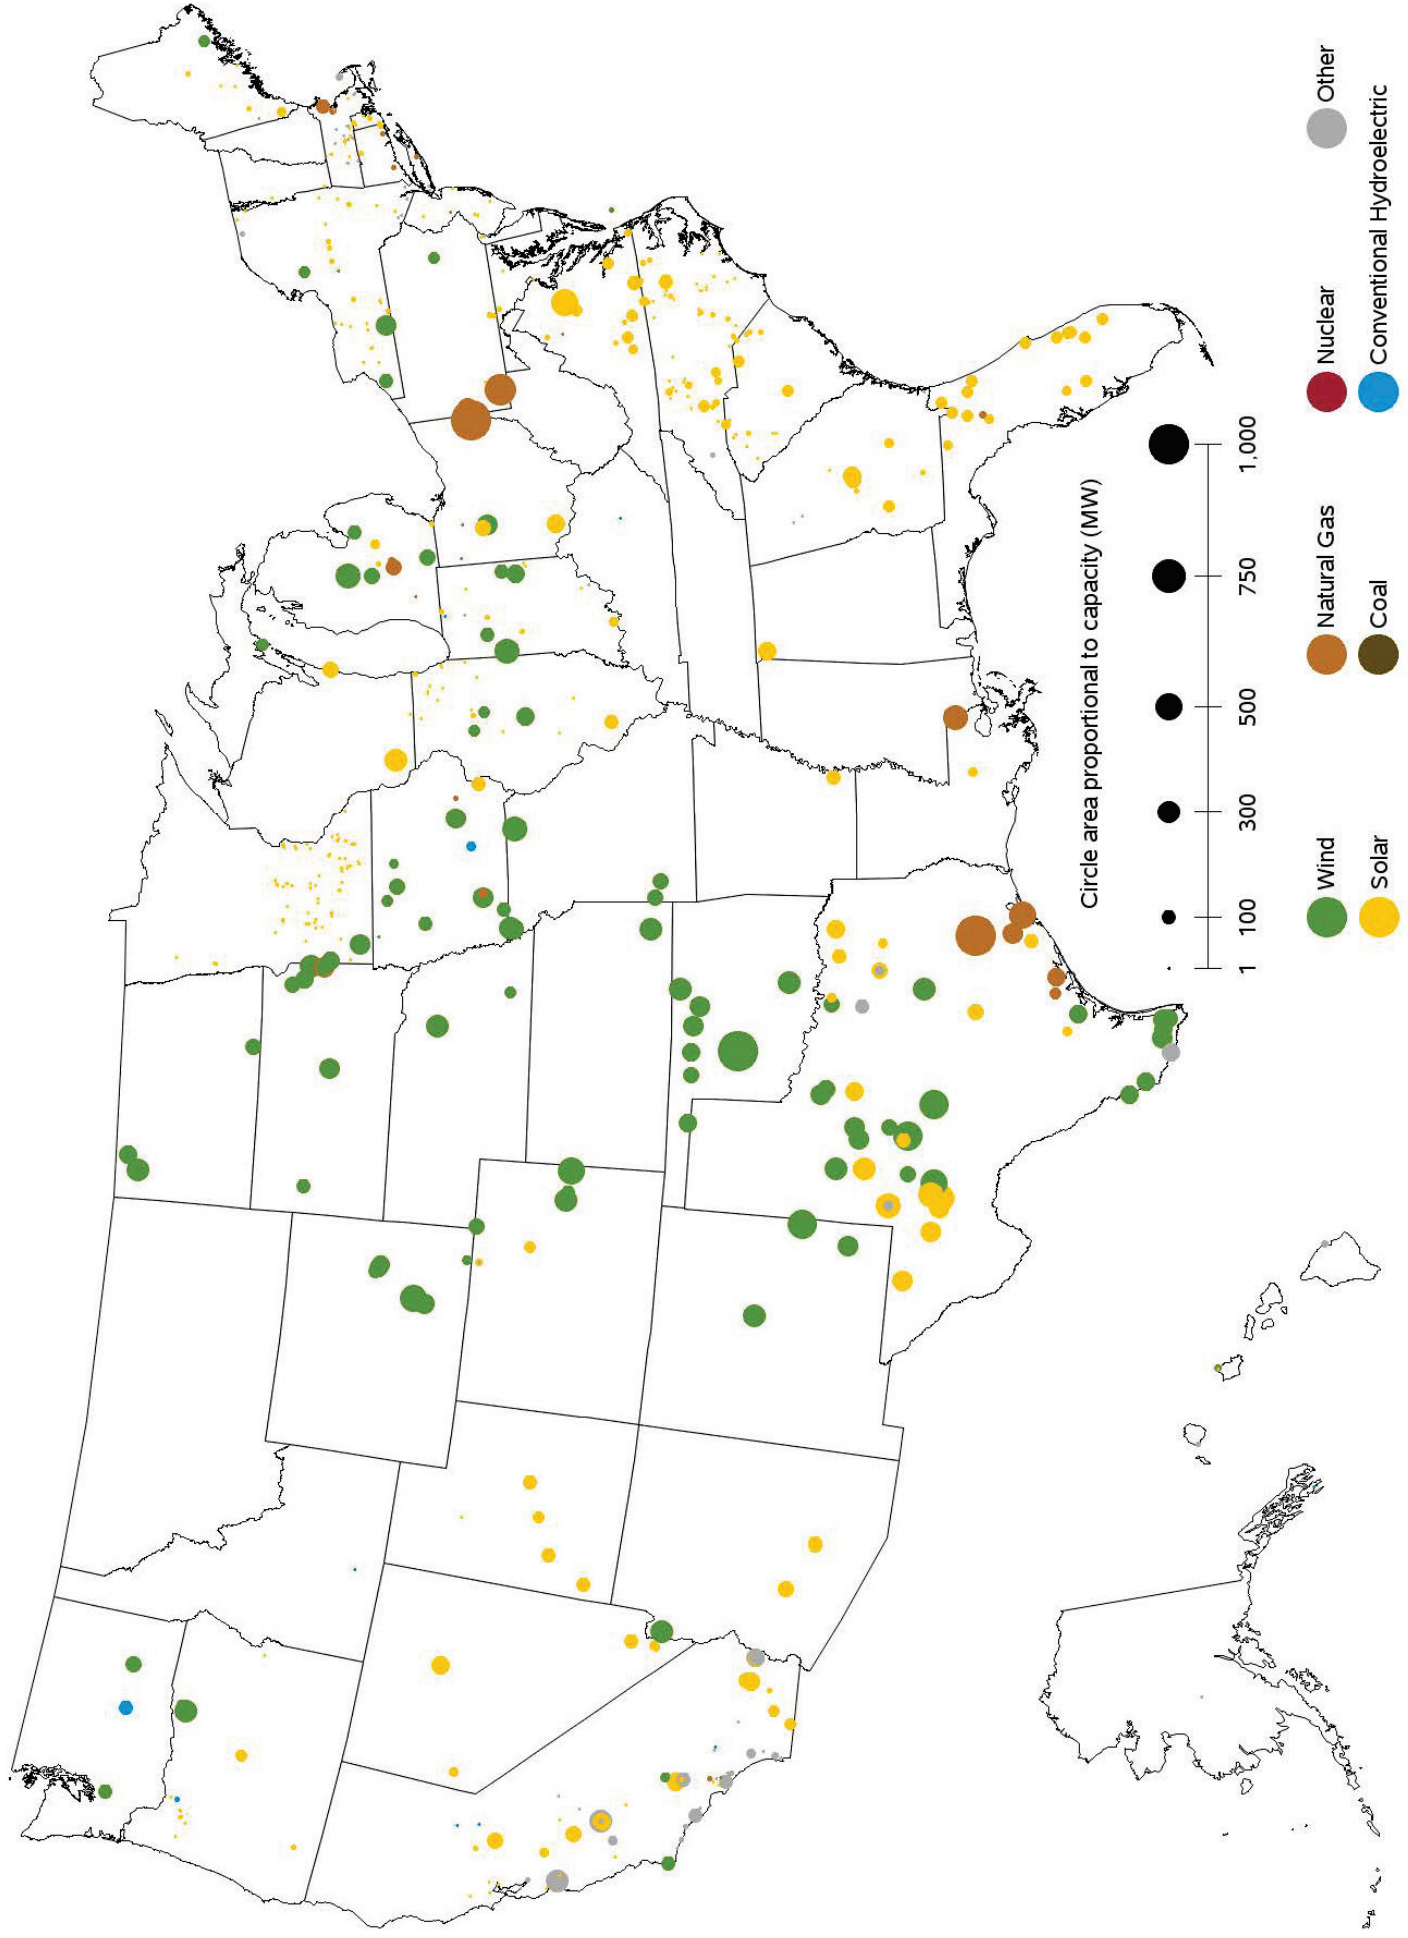 Circle area proportional to capacity (MW)
1 100 300 500 750 1,000
Wind Natural Gas Nuclear Other
Solar Coal Conventional Hydroelectric